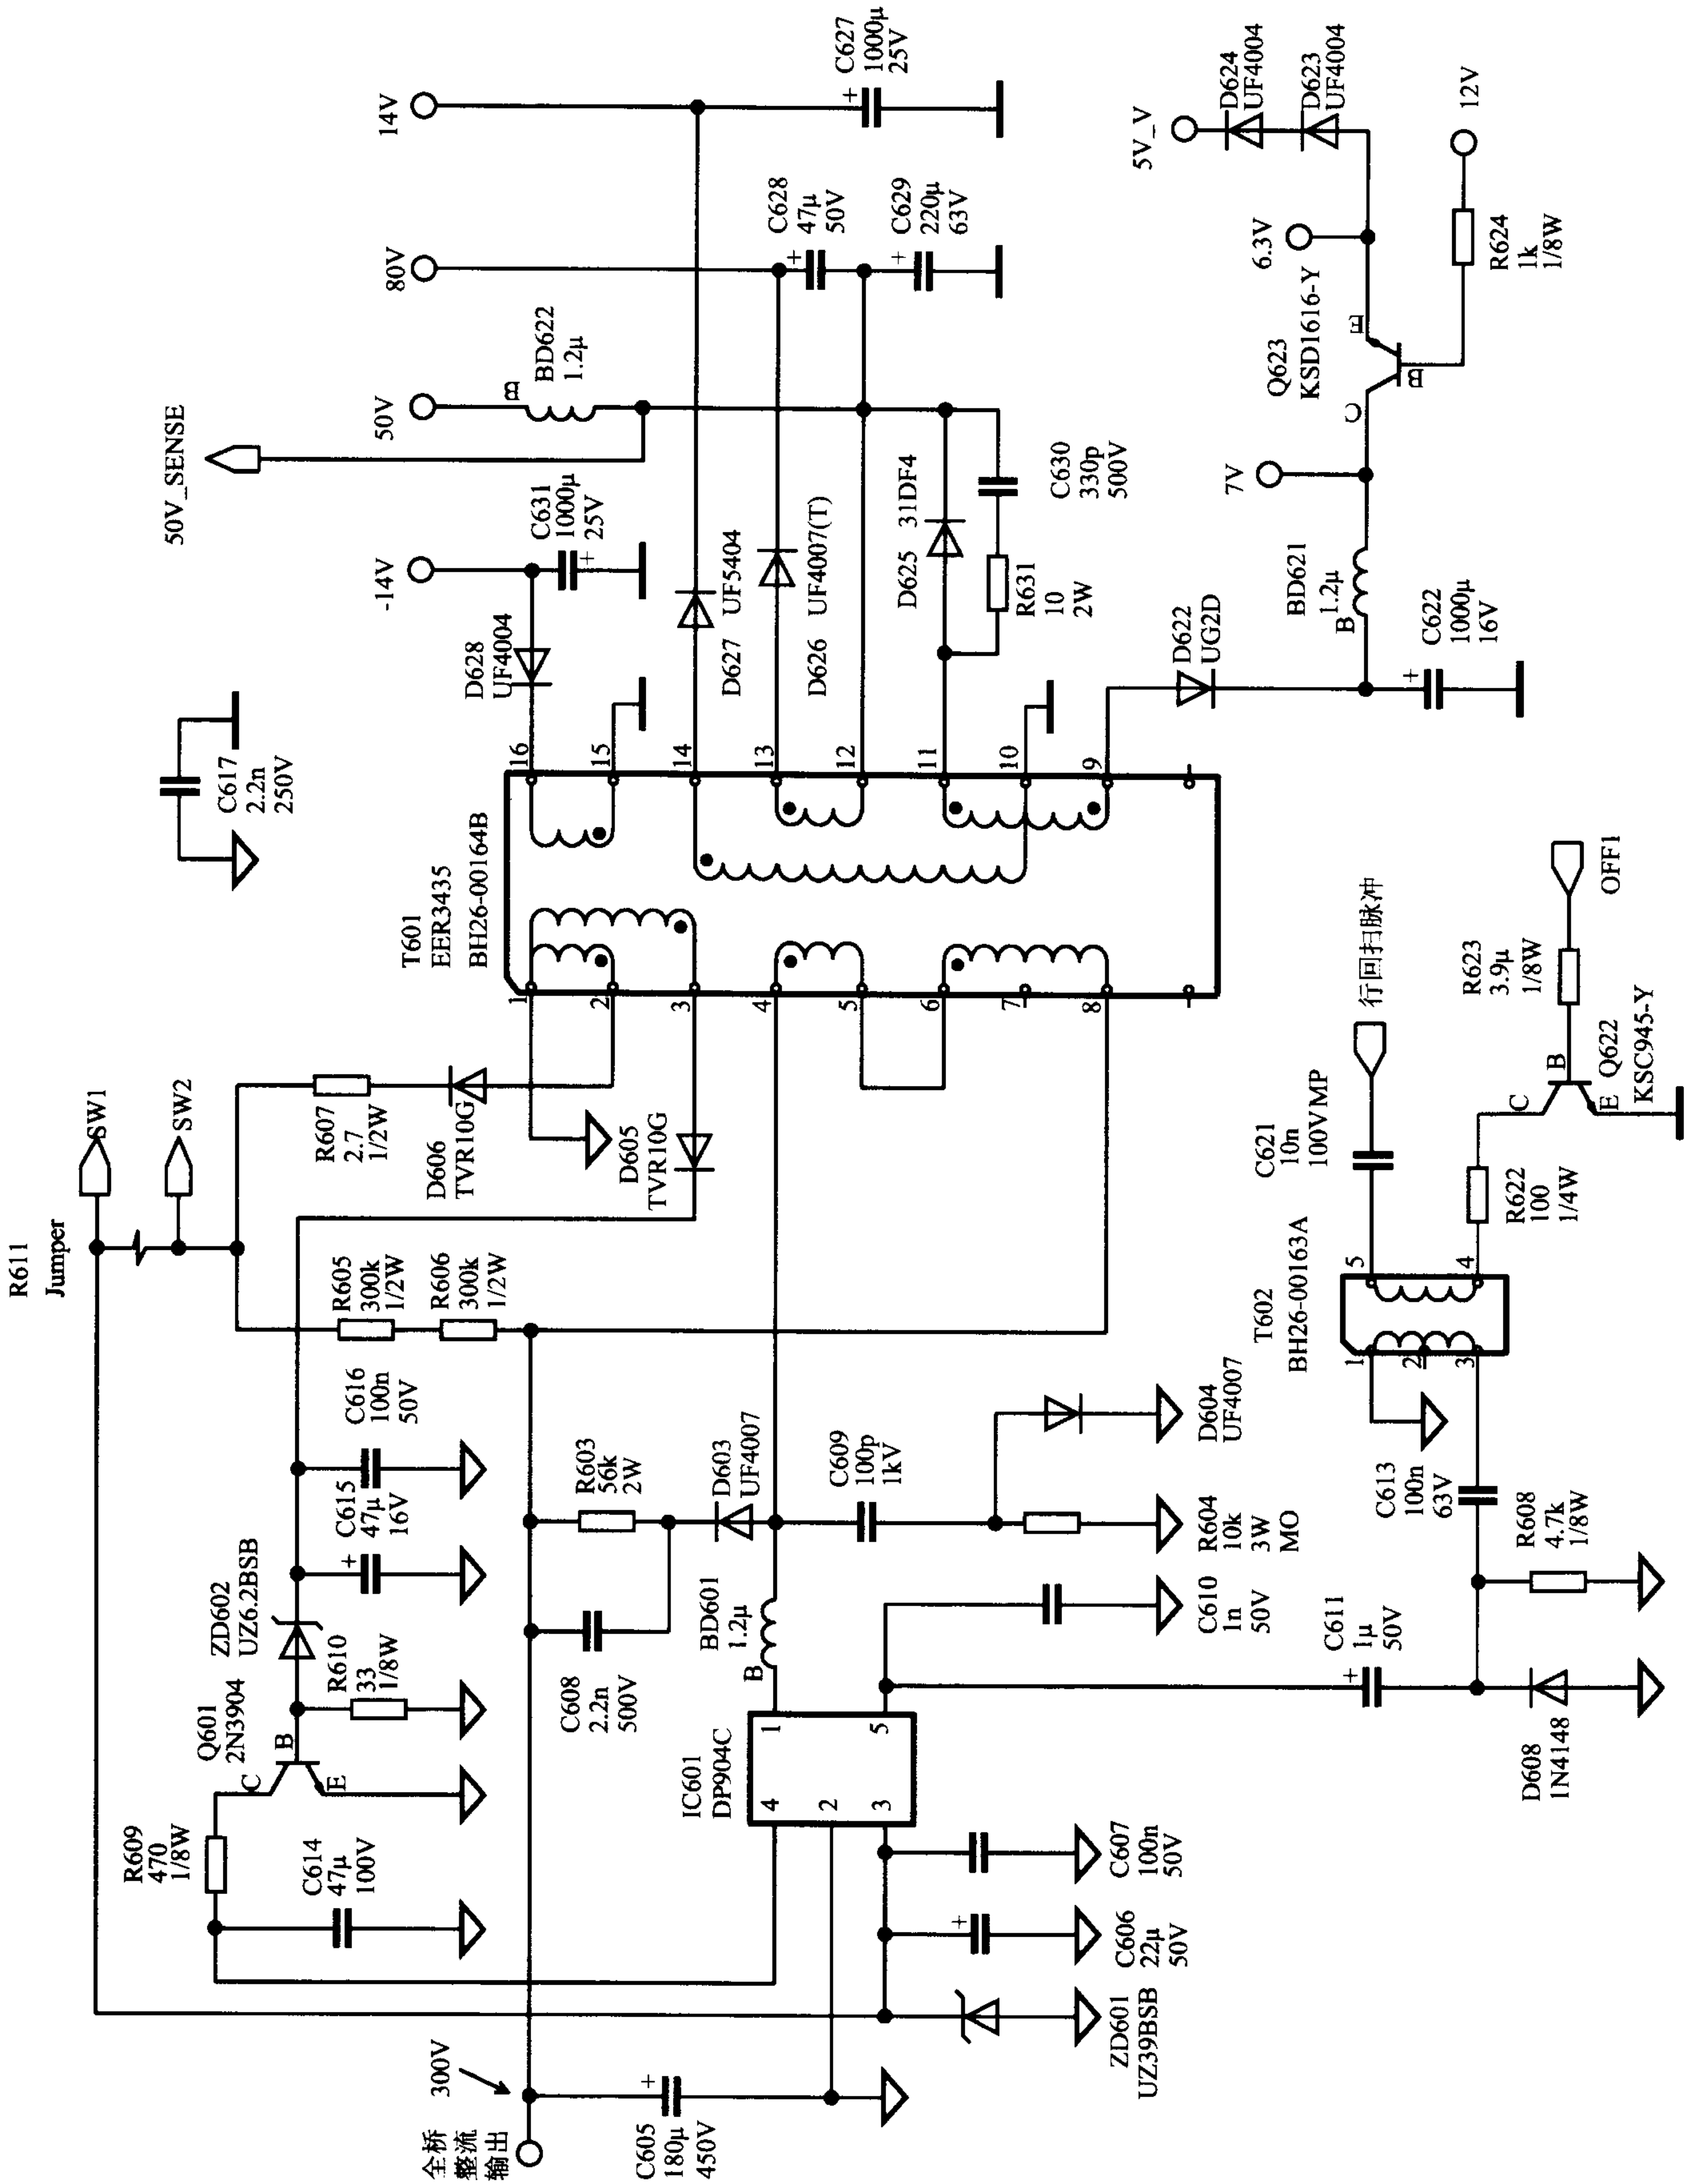 R611
Jumper
SW1
SW2
50V_SENSE
C617
2.2n
250V
R609
470
1/8W
C614
47μ
100V
Q601
2N3904
C
B
E
ZD602
UZ6.2BSB
R610
33
1/8W
C615
47μ
16V
C616
100n
50V
R605
300k
1/2W
R606
300k
1/2W
R607
2.7
1/2W
D606
TVR10G
D605
TVR10G
T601
EER3435
BH26-00164B
1
2
3
4
5
6
7
8
16
15
14
13
12
11
10
9
D628
UF4004
-14V
C631
1000μ
25V
+
50V
B
BD622
1.2μ
80V
14V
D627 UF5404
D626 UF4007(T)
D625 31DF4
R631
10
2W
C630
330p
500V
C628
47μ
50V
+
C629
220μ
63V
+
C627
1000μ
25V
+
全桥
整流
输出
300V
C605
180μ
450V
+
IC601
DP904C
4
2
3
1
5
C608
2.2n
500V
R603
56k
2W
D603
UF4007
B
BD601
1.2μ
C609
100p
1kV
ZD601
UZ39BSB
C606
22μ
50V
+
C607
100n
50V
C610
1n
50V
R604
10k
3W
MO
D604
UF4007
C611
1μ
50V
+
D608
1N4148
R608
4.7k
1/8W
C613
100n
63V
T602
BH26-00163A
1
2
3
5
4
C621
10n
100VMP
行回扫脉冲
R622
100
1/4W
C
B
E
Q622
KSC945-Y
R623
3.9μ
1/8W
OFF1
D622
UG2D
B
BD621
1.2μ
C622
1000μ
16V
+
7V
Q623
KSD1616-Y
C
B
E
6.3V
5V_V
D624
UF4004
D623
UF4004
R624
1k
1/8W
12V
+